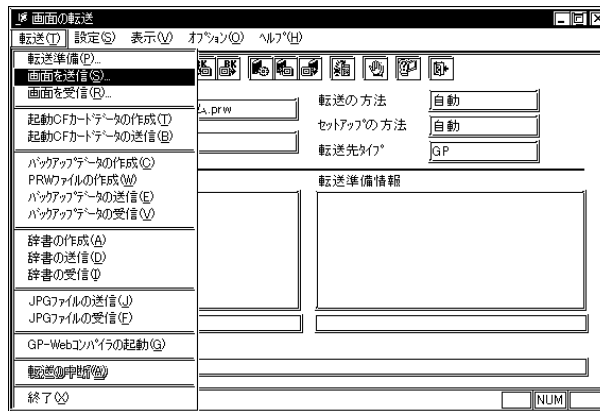 画面の転送
転送(T) 設定(S) 表示(V) ｵﾌﾟｼｮﾝ(O) ﾍﾙﾌﾟ(H)
転送準備(P)...
画面を送信(S)...
画面を受信(R)...
起動CFｶｰﾄﾞﾃﾞｰﾀの作成(T)
起動CFｶｰﾄﾞﾃﾞｰﾀの送信(B)
ﾊﾞｯｸｱｯﾌﾟﾃﾞｰﾀの作成(C)
PRWﾌｧｲﾙの作成(W)
ﾊﾞｯｸｱｯﾌﾟﾃﾞｰﾀの送信(E)
ﾊﾞｯｸｱｯﾌﾟﾃﾞｰﾀの受信(V)
辞書の作成(A)
辞書の送信(D)
辞書の受信(I)
JPGﾌｧｲﾙの送信(J)
JPGﾌｧｲﾙの受信(F)
GP-Webｺﾝﾊﾟｲﾗの起動(G)
転送の中断(A)
終了(X)
BK BK
.prw
転送の方法 自動
ｾｯﾄｱｯﾌﾟの方法 自動
転送先ﾀｲﾌﾟ GP
転送準備情報
NUM